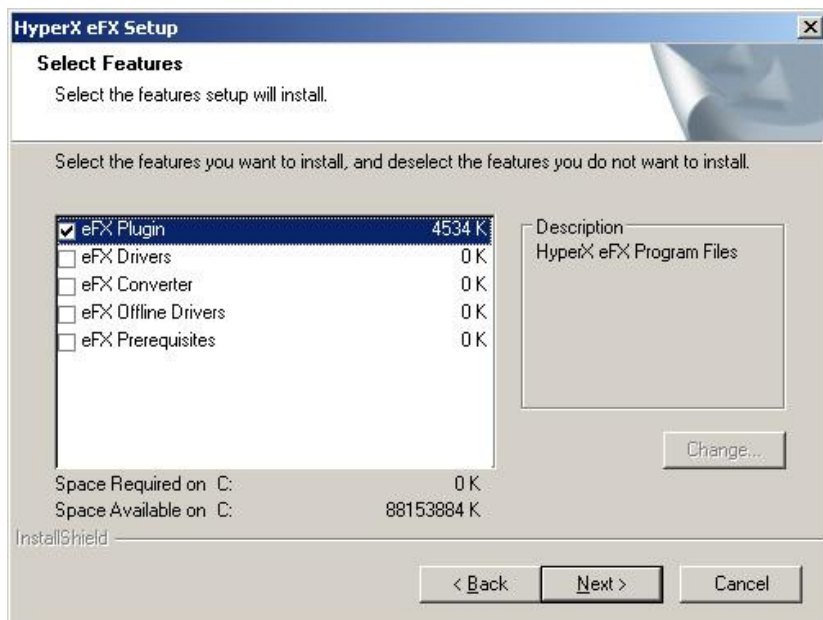 HyperX eFX Setup
Select Features
Select the features setup will install.
Select the features you want to install, and deselect the features you do not want to install.
eFX Plugin 4534 K
eFX Drivers 0 K
eFX Converter 0 K
eFX Offline Drivers 0 K
eFX Prerequisites 0 K
Description
HyperX eFX Program Files
Change...
Space Required on C: 0 K
Space Available on C: 88153884 K
InstallShield
< Back Next > Cancel